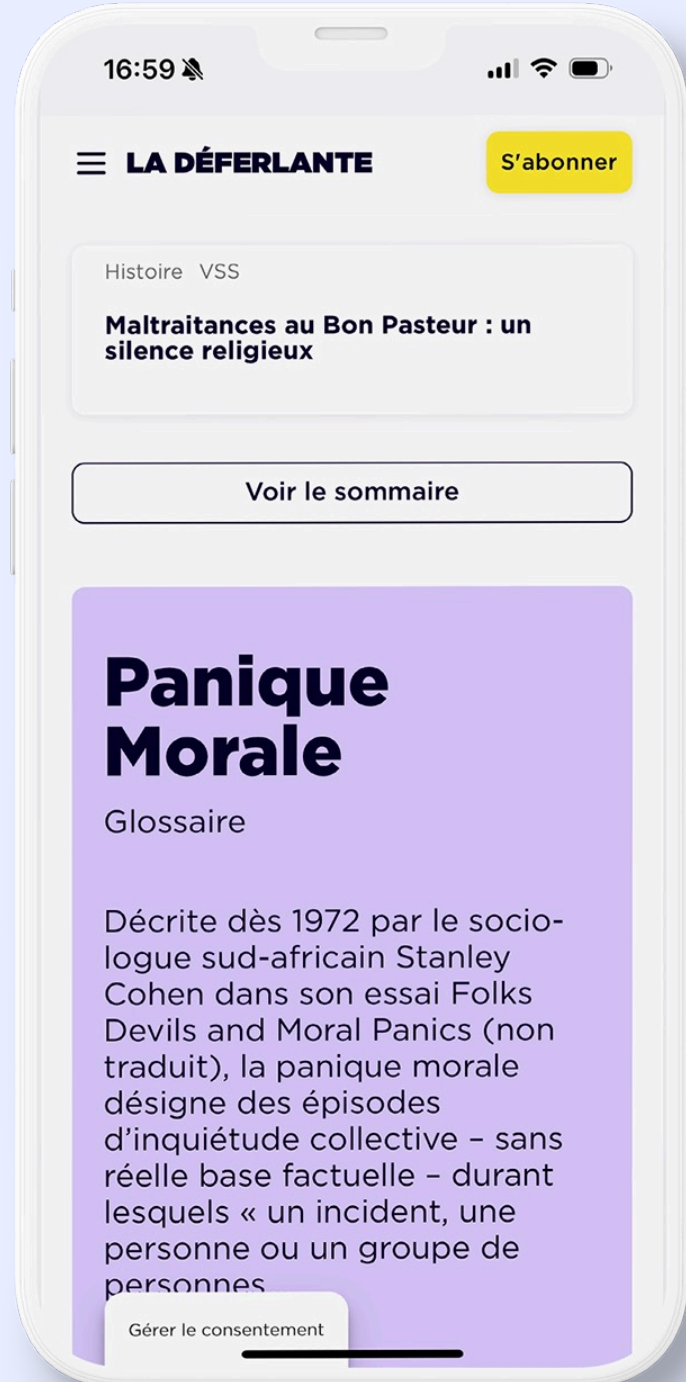 16:59
LA DÉFERLANTE
S'abonner
Histoire VSS
Maltraitances au Bon Pasteur : un
silence religieux
Voir le sommaire
Panique
Morale
Glossaire
Décrite dès 1972 par le socio-
logue sud-africain Stanley
Cohen dans son essai Folks
Devils and Moral Panics (non
traduit), la panique morale
désigne des épisodes
d’inquiétude collective – sans
réelle base factuelle – durant
lesquels « un incident, une
personne ou un groupe de
personnes
Gérer le consentement